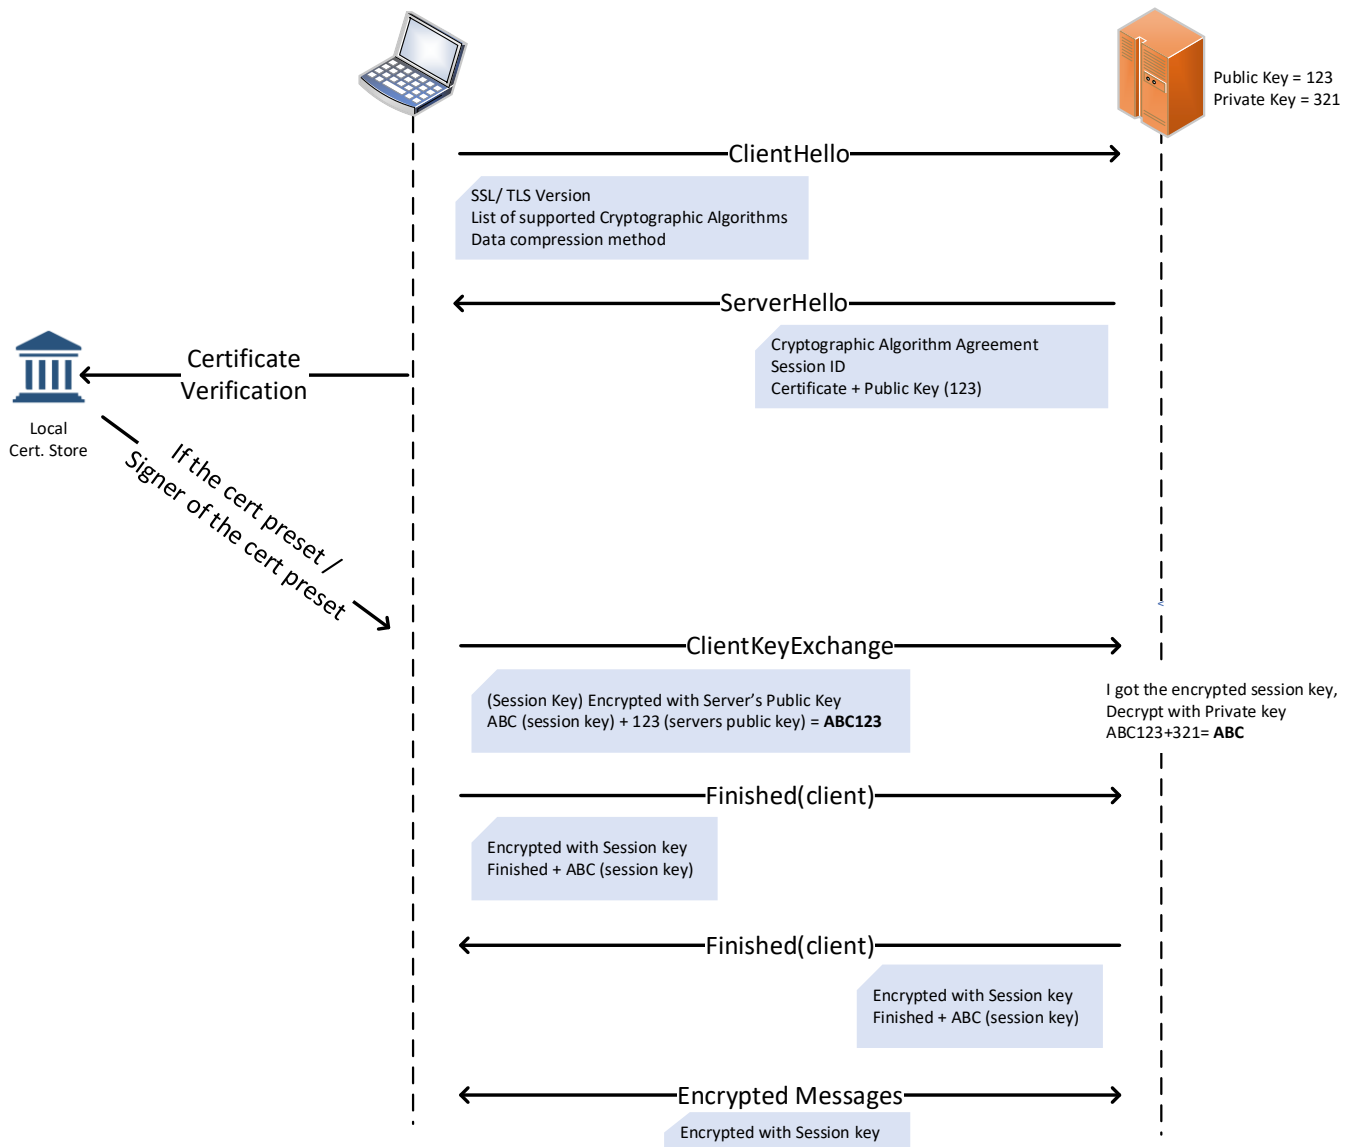 Public Key = 123
Private Key = 321
ClientHello
SSL/ TLS Version
List of supported Cryptographic Algorithms
Data compression method
ServerHello
Cryptographic Algorithm Agreement
Session ID
Certificate + Public Key (123)
Certificate
Verification
Local
Cert. Store
If the cert preset /
Signer of the cert preset
ClientKeyExchange
(Session Key) Encrypted with Server’s Public Key
ABC (session key) + 123 (servers public key) = ABC123
I got the encrypted session key,
Decrypt with Private key
ABC123+321= ABC
Finished(client)
Encrypted with Session key
Finished + ABC (session key)
Finished(client)
Encrypted with Session key
Finished + ABC (session key)
Encrypted Messages
Encrypted with Session key